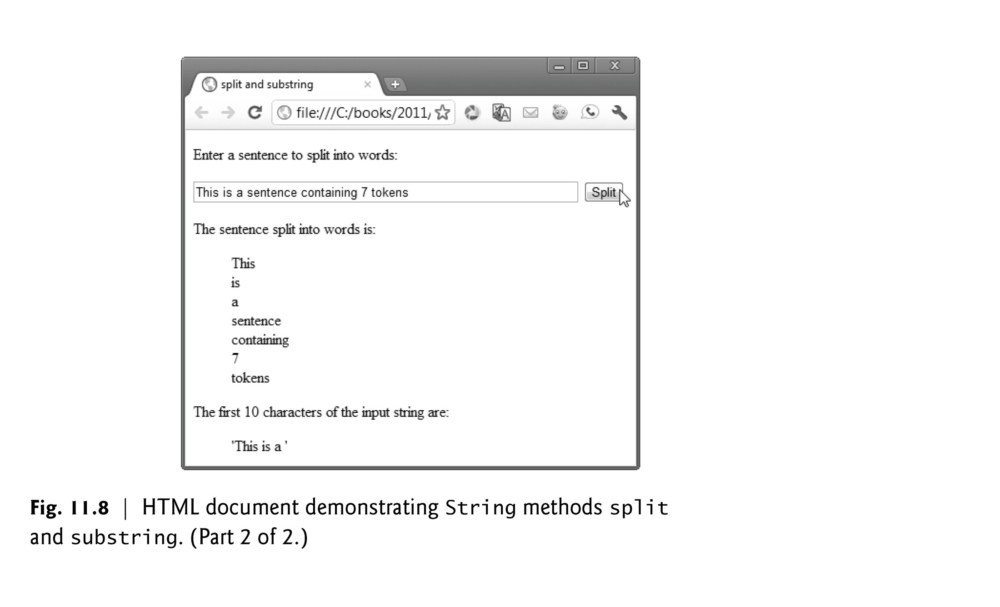 split and substring
file:///C:/books/2011/
Enter a sentence to split into words:
This is a sentence containing 7 tokens Split
The sentence split into words is:
This
is
a
sentence
containing
7
tokens
The first 10 characters of the input string are:
'This is a '
Fig. 11.8 | HTML document demonstrating String methods split
and substring. (Part 2 of 2.)